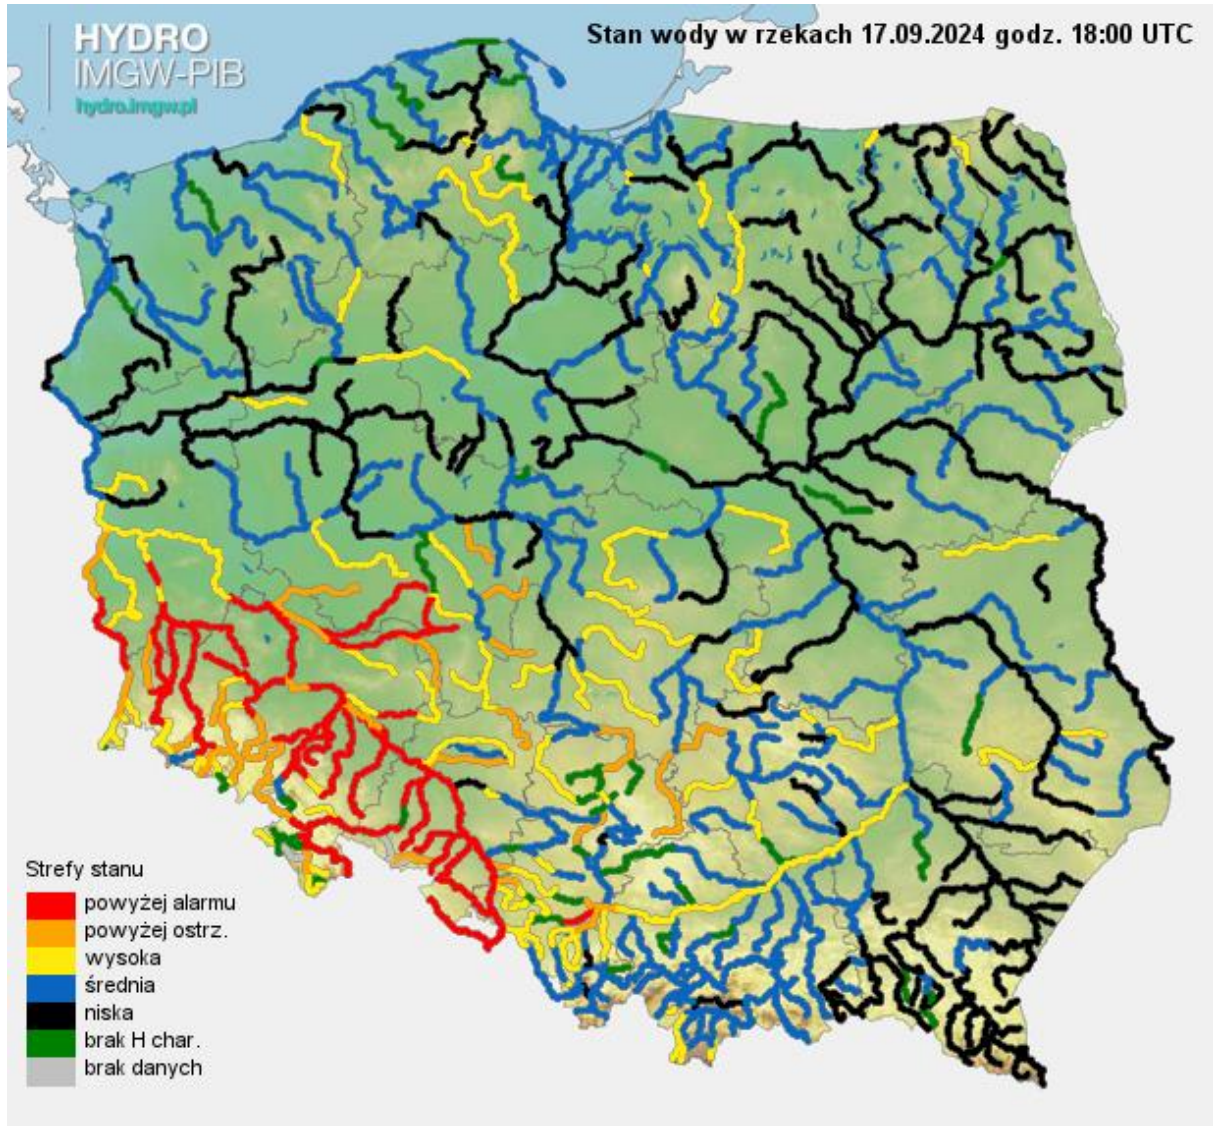 HYDRO
IMGW-PIB
hydro.imgw.pl
Stan wody w rzekach 17.09.2024 godz. 18:00 UTC
Strefy stanu
powyżej alarmu
powyżej ostrz.
wysoka
średnia
niska
brak H char.
brak danych